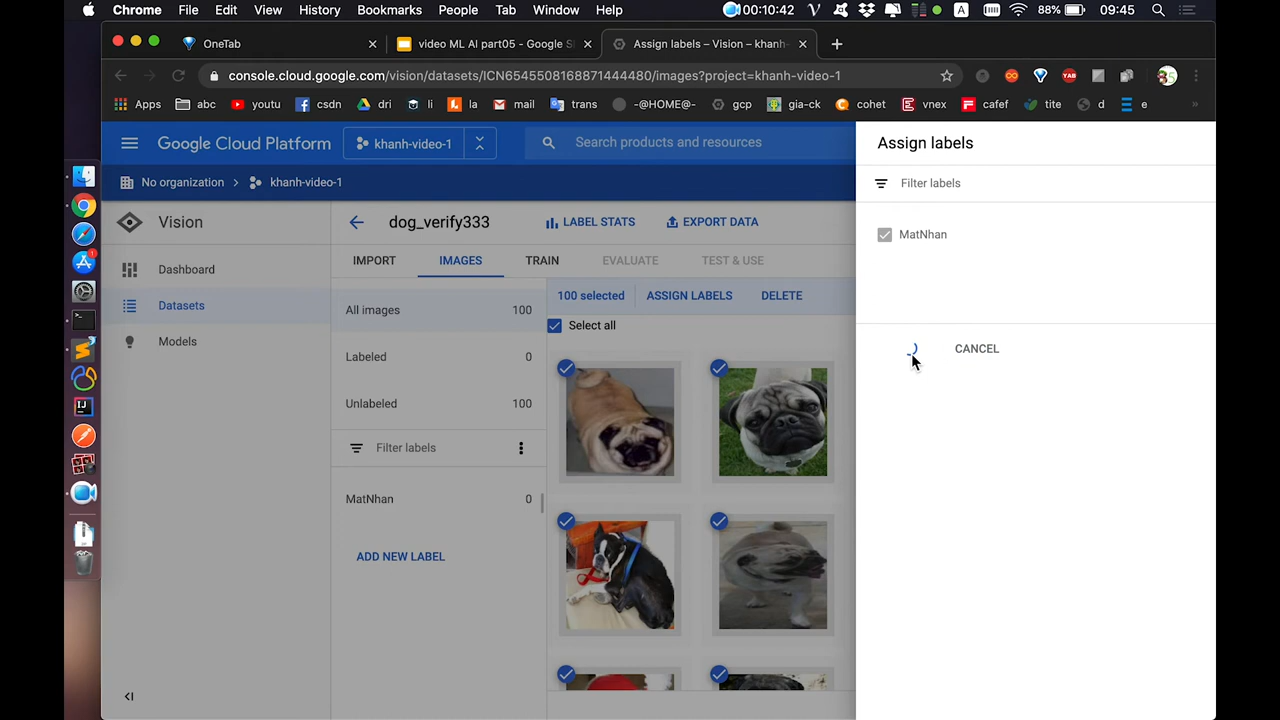 Chrome File Edit View History Bookmarks People Tab Window Help 00:10:42 A 88% 09:45
OneTab video ML AI part05 - Google Sl Assign labels – Vision – khanh-
console.cloud.google.com/vision/datasets/ICN6545508168871444480/images?project=khanh-video-1
Apps abc youtu csdn dri li la mail trans -@HOME@- gcp gia-cx cohet vnex cafef tite d e »
Google Cloud Platform khanh-video-1 Search products and resources
No organization khanh-video-1
Vision
Dashboard
Datasets
Models
dog_verify333 LABEL STATS EXPORT DATA
IMPORT IMAGES TRAIN EVALUATE TEST & USE
All images 100
Labeled 0
Unlabeled 100
Filter labels
MatNhan 0
ADD NEW LABEL
100 selected ASSIGN LABELS DELETE
Select all
Assign labels
Filter labels
MatNhan
CANCEL